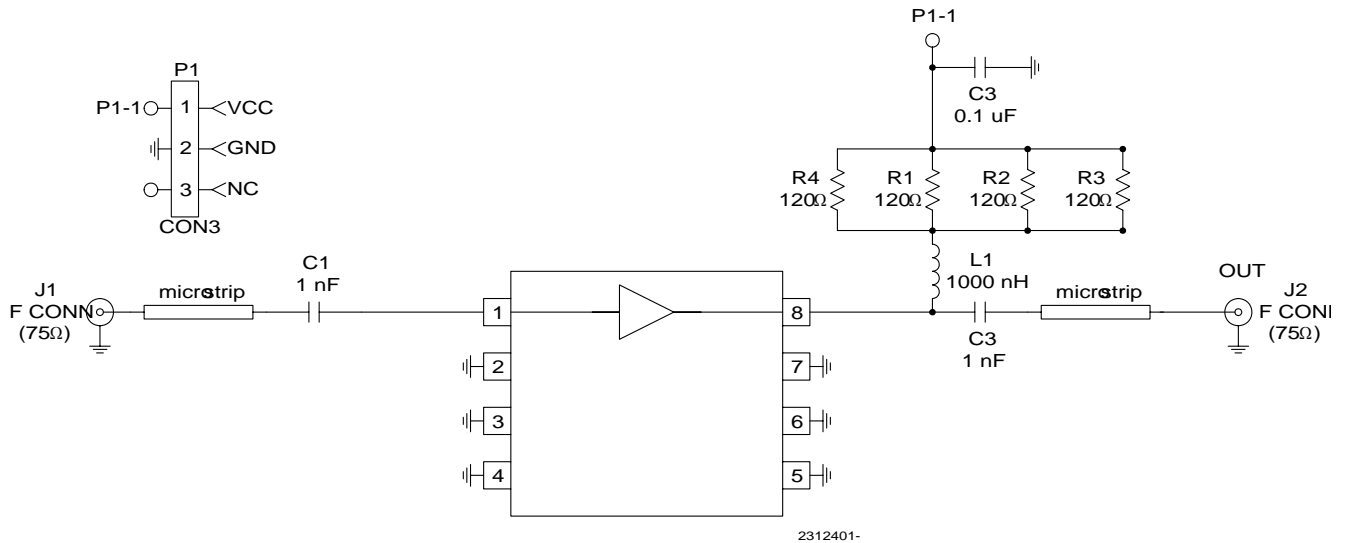 P1-1
P1
P1-1
1
VCC
2
GND
3
NC
CON3
C3
0.1 uF
R4
120Ω
R1
120Ω
R2
120Ω
R3
120Ω
L1
1000 nH
J1
F CONN
(75Ω)
microstrip
C1
1 nF
1
2
3
4
8
7
6
5
C3
1 nF
microstrip
OUT
J2
F CON
(75Ω)
2312401-